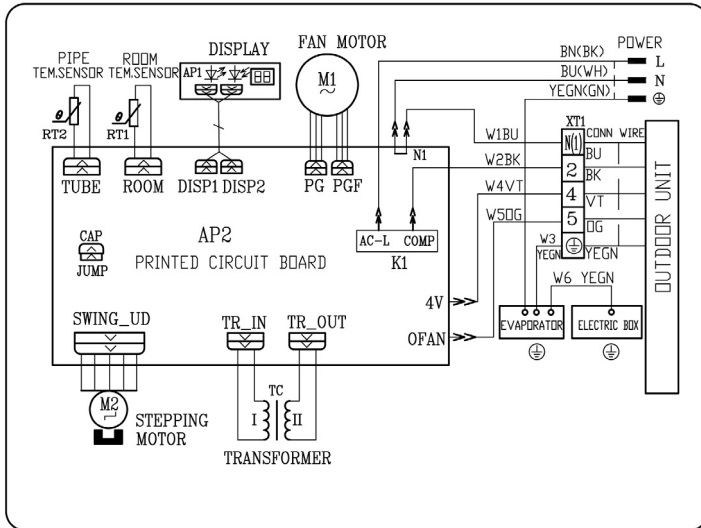 PIPE
TEM.SENSOR
ROOM
TEM.SENSOR
DISPLAY
FAN MOTOR
AP1
M1
RT2
RT1
TUBE
ROOM
DISP1
DISP2
PG
PGF
N1
CAP
JUMP
AP2
PRINTED CIRCUIT BOARD
AC-L
COMP
K1
SWING_UD
TR_IN
TR_OUT
4V
OFAN
M2
STEPPING
MOTOR
TC
I
II
TRANSFORMER
BN(BK)
BU(WH)
YEGN(GN)
POWER
L
N
XT1
W1BU
W2BK
W4VT
W5OG
W3
YEGN
N(1)
2
4
5
CONN WIRE
BU
BK
VT
OG
YEGN
W6 YEGN
EVAPORATOR
ELECTRIC BOX
OUTDOOR UNIT